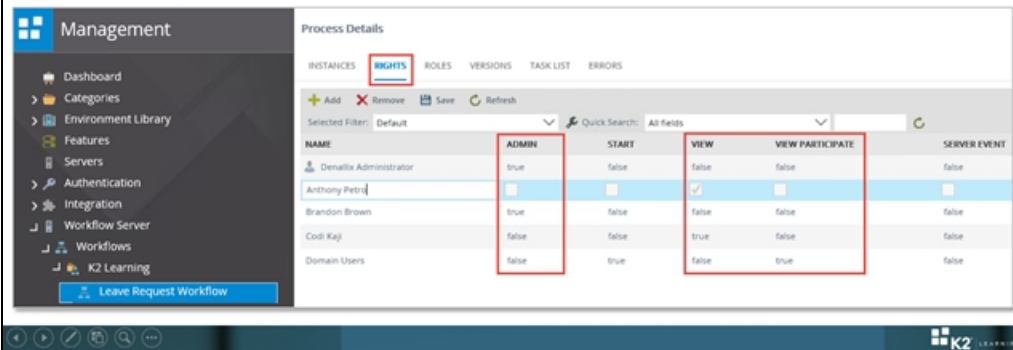 Management
Dashboard
Categories
Environment Library
Features
Servers
Authentication
Integration
Workflow Server
Workflows
K2 Learning
Leave Request Workflow
Process Details
INSTANCES RIGHTS ROLES VERSIONS TASK LIST ERRORS
Add Remove Save Refresh
Selected Filter: Default Quick Search: All fields
NAME ADMIN START VIEW VIEW PARTICIPATE SERVER EVENT
Denallix Administrator true false false false false
Anthony Petro
Brandon Brown true false false false false
Codi Kaji false false true false false
Domain Users false true false true false
K2 LEARNING